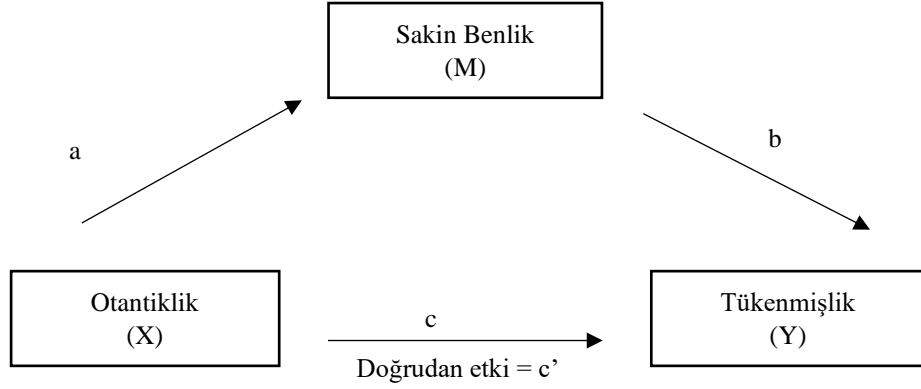 Sakin Benlik
(M)
a
b
Otantiklik
(X)
c
Doğrudan etki = c’
Tükenmişlik
(Y)